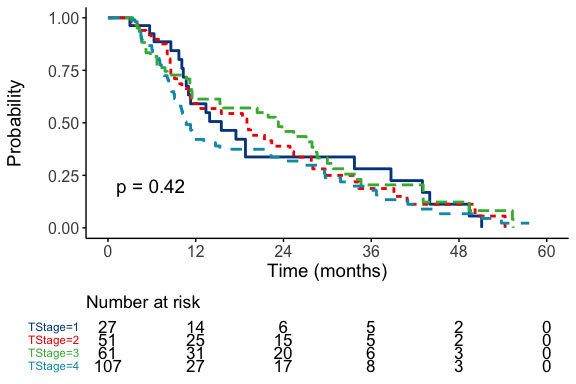 1.00
0.75
0.50
0.25
0.00
Probability
p = 0.42
0 12 24 36 48 60
Time (months)
Number at risk
TStage=1 27 14 6 5 2 0
TStage=2 51 25 15 5 2 0
TStage=3 61 31 20 6 3 0
TStage=4 107 27 17 8 3 0